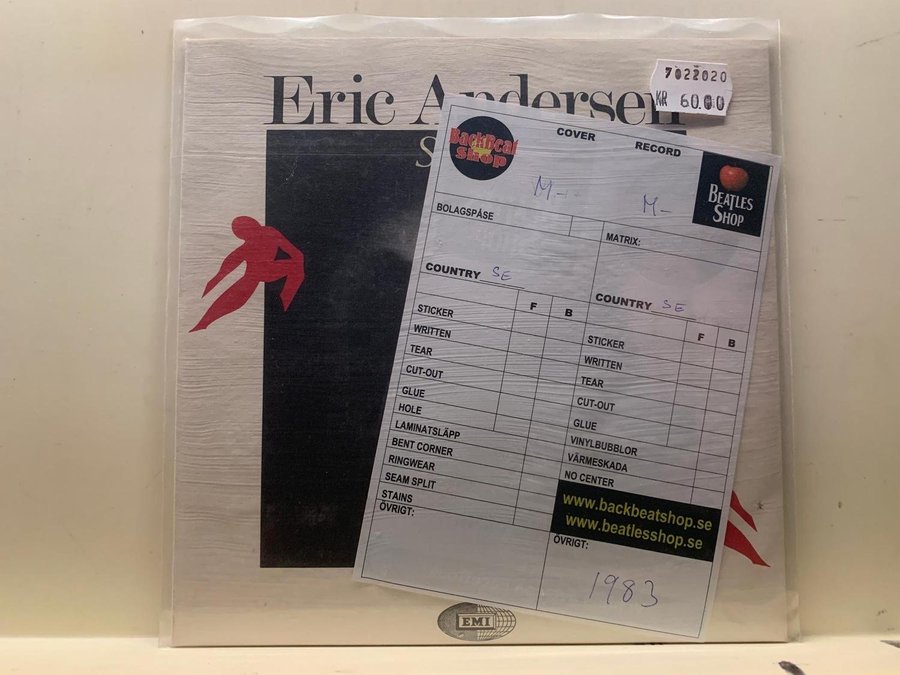 Eric Andersen
7022020
KR 60.00
BackBeat
Shop
COVER
RECORD
BEATLES
SHOP
M-
M-
BOLAGSPÅSE
MATRIX:
COUNTRY SE
COUNTRY SE
F B
F B
STICKER
WRITTEN
TEAR
CUT-OUT
GLUE
HOLE
LAMINATSLÄPP
BENT CORNER
RINGWEAR
SEAM SPLIT
STAINS
ÖVRIGT:
STICKER
WRITTEN
TEAR
CUT-OUT
GLUE
VINYLBUBBLOR
VÄRMESKADA
NO CENTER
www.backbeatshop.se
www.beatlesshop.se
ÖVRIGT:
1983
EMI